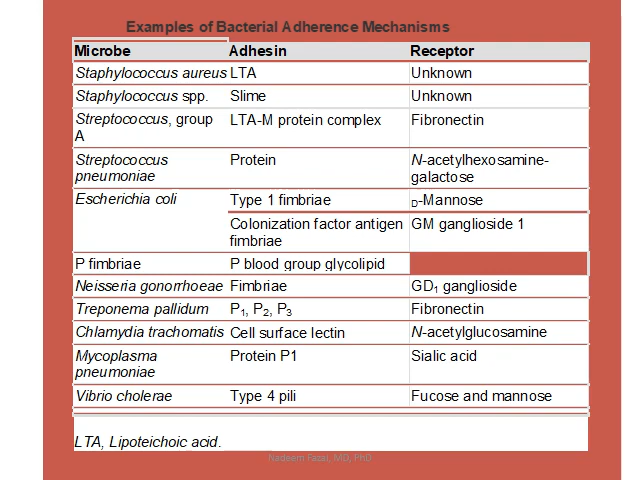 Examples of Bacterial Adherence Mechanisms
Microbe Adhesin Receptor
Staphylococcus aureus LTA Unknown
Staphylococcus spp. Slime Unknown
Streptococcus, group A LTA-M protein complex Fibronectin
Streptococcus pneumoniae Protein N-acetylhexosamine-galactose
Escherichia coli Type 1 fimbriae D-Mannose
Colonization factor antigen fimbriae GM ganglioside 1
P fimbriae P blood group glycolipid
Neisseria gonorrhoeae Fimbriae GD1 ganglioside
Treponema pallidum P1, P2, P3 Fibronectin
Chlamydia trachomatis Cell surface lectin N-acetylglucosamine
Mycoplasma pneumoniae Protein P1 Sialic acid
Vibrio cholerae Type 4 pili Fucose and mannose
LTA, Lipoteichoic acid.
Nadeem Fazal, MD, PhD